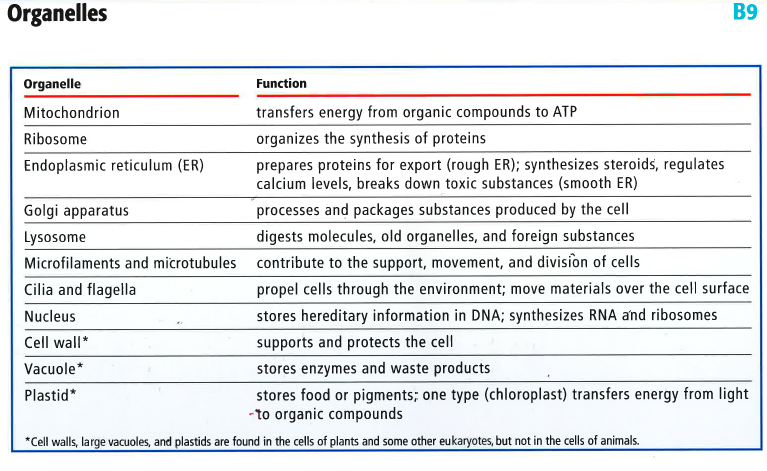 Organelles B9
Organelle Function
Mitochondrion transfers energy from organic compounds to ATP
Ribosome organizes the synthesis of proteins
Endoplasmic reticulum (ER) prepares proteins for export (rough ER); synthesizes steroids, regulates
calcium levels, breaks down toxic substances (smooth ER)
Golgi apparatus processes and packages substances produced by the cell
Lysosome digests molecules, old organelles, and foreign substances
Microfilaments and microtubules contribute to the support, movement, and division of cells
Cilia and flagella propel cells through the environment; move materials over the cell surface
Nucleus stores hereditary information in DNA; synthesizes RNA and ribosomes
Cell wall* supports and protects the cell
Vacuole* stores enzymes and waste products
Plastid* stores food or pigments; one type (chloroplast) transfers energy from light
to organic compounds
*Cell walls, large vacuoles, and plastids are found in the cells of plants and some other eukaryotes, but not in the cells of animals.